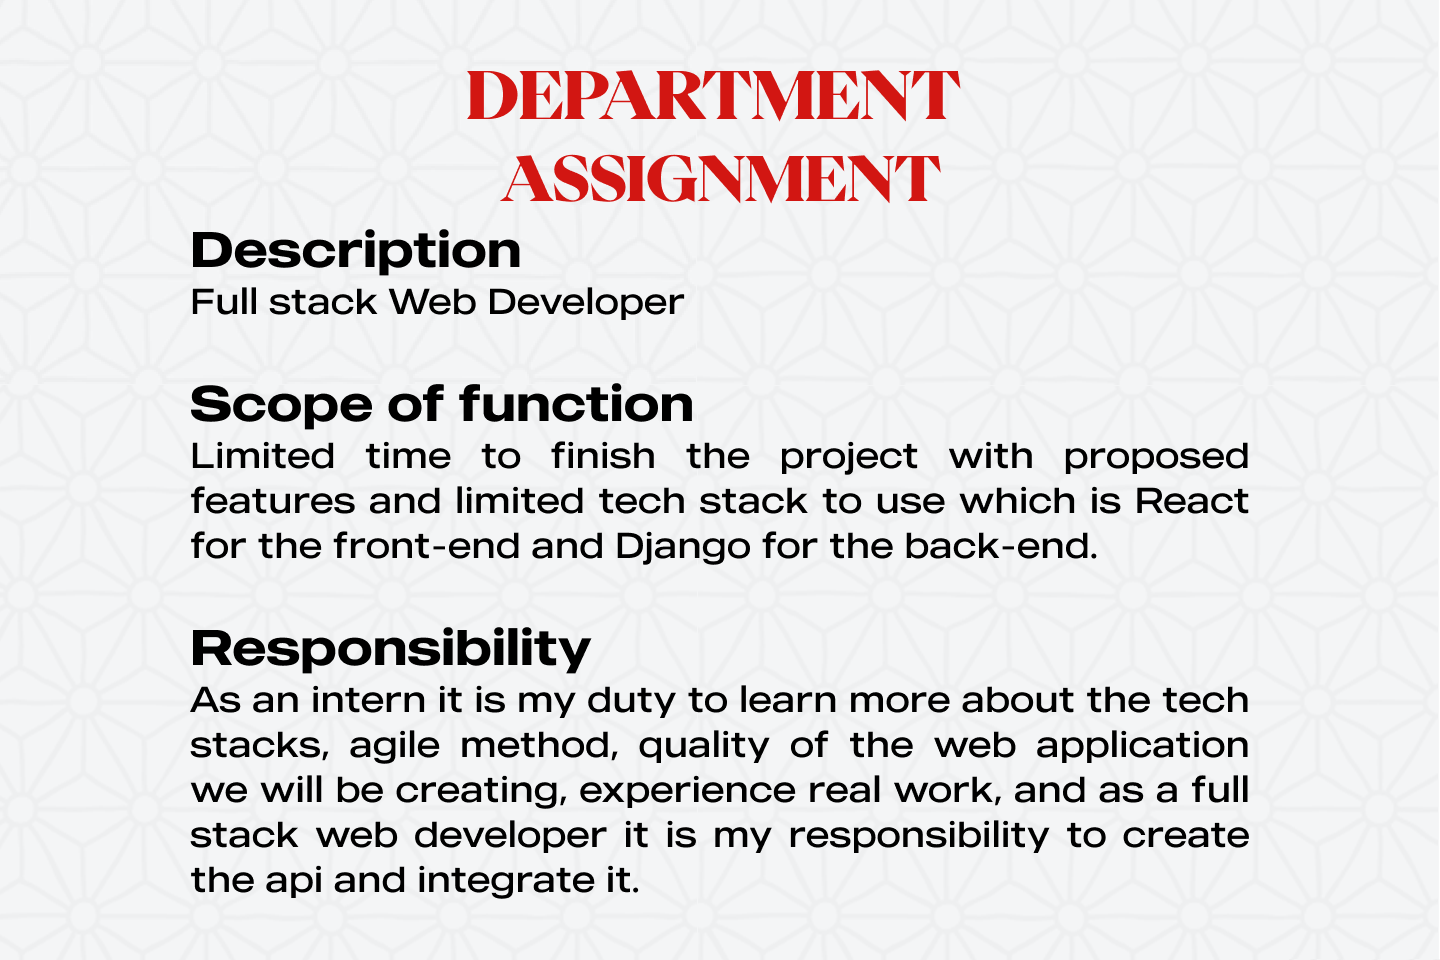 DEPARTMENT
ASSIGNMENT
Description
Full stack Web Developer
Scope of function
Limited time to finish the project with proposed
features and limited tech stack to use which is React
for the front-end and Django for the back-end.
Responsibility
As an intern it is my duty to learn more about the tech
stacks, agile method, quality of the web application
we will be creating, experience real work, and as a full
stack web developer it is my responsibility to create
the api and integrate it.